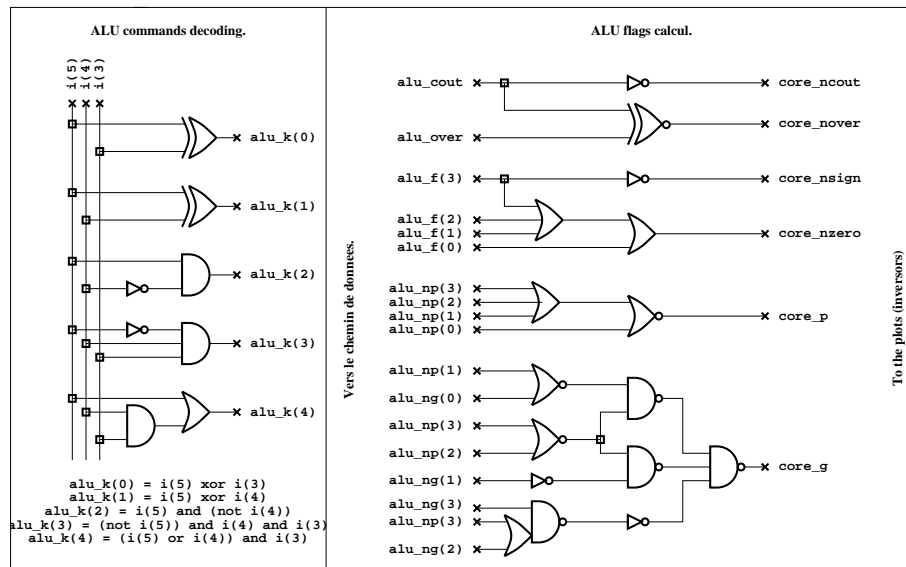 ALU commands decoding.
i(5)
i(4)
i(3)
alu_k(0)
alu_k(1)
alu_k(2)
alu_k(3)
alu_k(4)
alu_k(0) = i(5) xor i(3)
alu_k(1) = i(5) xor i(4)
alu_k(2) = i(5) and (not i(4))
alu_k(3) = (not i(5)) and i(4) and i(3)
alu_k(4) = (i(5) or i(4)) and i(3)
Vers le chemin de donnees.
ALU flags calcul.
alu_cout
core_ncout
alu_over
core_nover
alu_f(3)
core_nsign
alu_f(2)
alu_f(1)
alu_f(0)
core_nzero
alu_np(3)
alu_np(2)
alu_np(1)
alu_np(0)
core_p
alu_np(1)
alu_ng(0)
alu_np(3)
alu_np(2)
alu_ng(1)
alu_ng(3)
alu_np(3)
alu_ng(2)
core_g
To the plots (inversors)